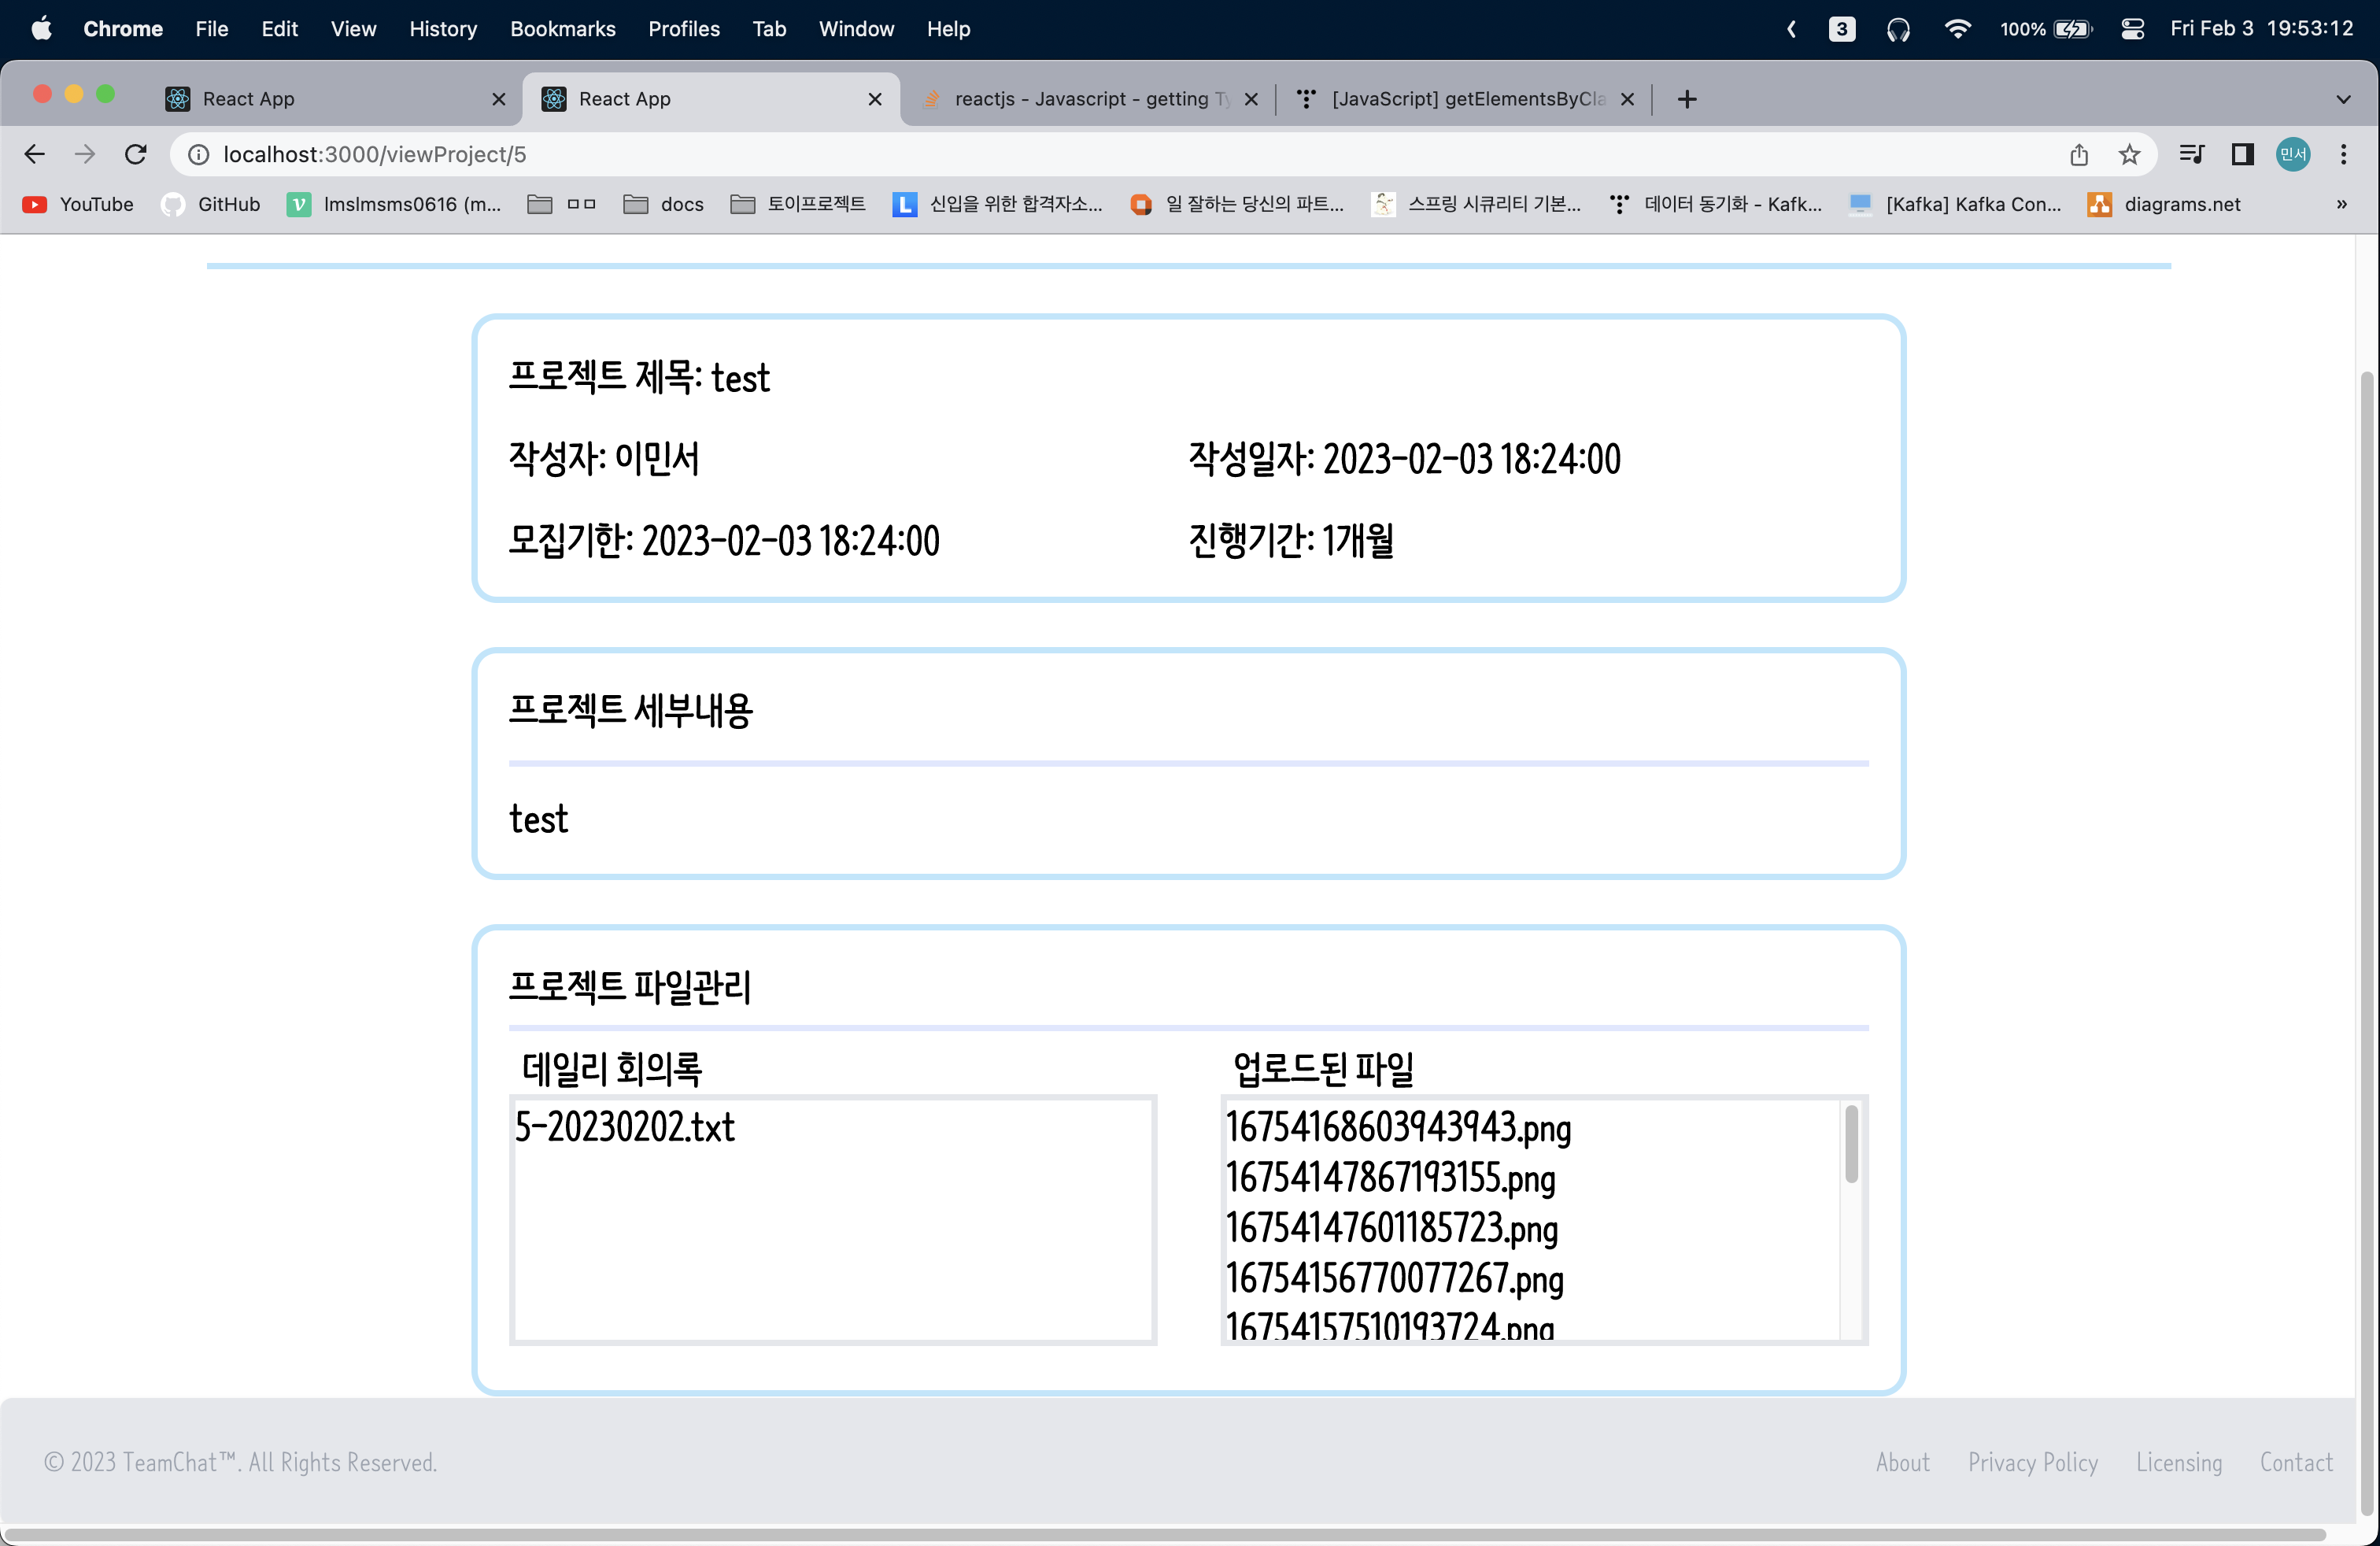 Chrome File Edit View History Bookmarks Profiles Tab Window Help 3 100% Fri Feb 3 19:53:12
React App React App reactjs - Javascript - getting Ty [JavaScript] getElementsByCla
localhost:3000/viewProject/5 민서
YouTube GitHub lmslmsms0616 (m... ㅁㅁ docs 토이프로젝트 신입을 위한 합격자소... 일 잘하는 당신의 파트... 스프링 시큐리티 기본... 데이터 동기화 - Kafk... [Kafka] Kafka Con... diagrams.net »
프로젝트 제목: test
작성자: 이민서 작성일자: 2023-02-03 18:24:00
모집기한: 2023-02-03 18:24:00 진행기간: 1개월
프로젝트 세부내용
test
프로젝트 파일관리
데일리 회의록 업로드된 파일
5-20230202.txt
16754168603943943.png
16754147867193155.png
16754147601185723.png
16754156770077267.png
16754157510193724.png
© 2023 TeamChat™. All Rights Reserved. About Privacy Policy Licensing Contact